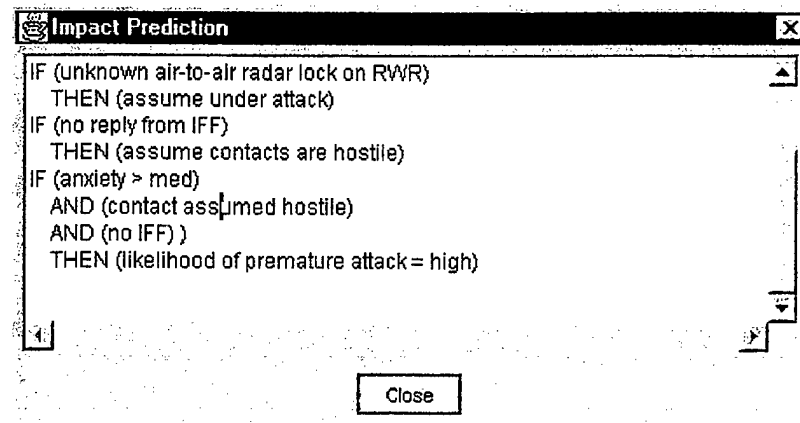 Impact Prediction
IF (unknown air-to-air radar lock on RWR)
THEN (assume under attack)
IF (no reply from IFF)
THEN (assume contacts are hostile)
IF (anxiety > med)
AND (contact assumed hostile)
AND (no IFF) )
THEN (likelihood of premature attack = high)
Close